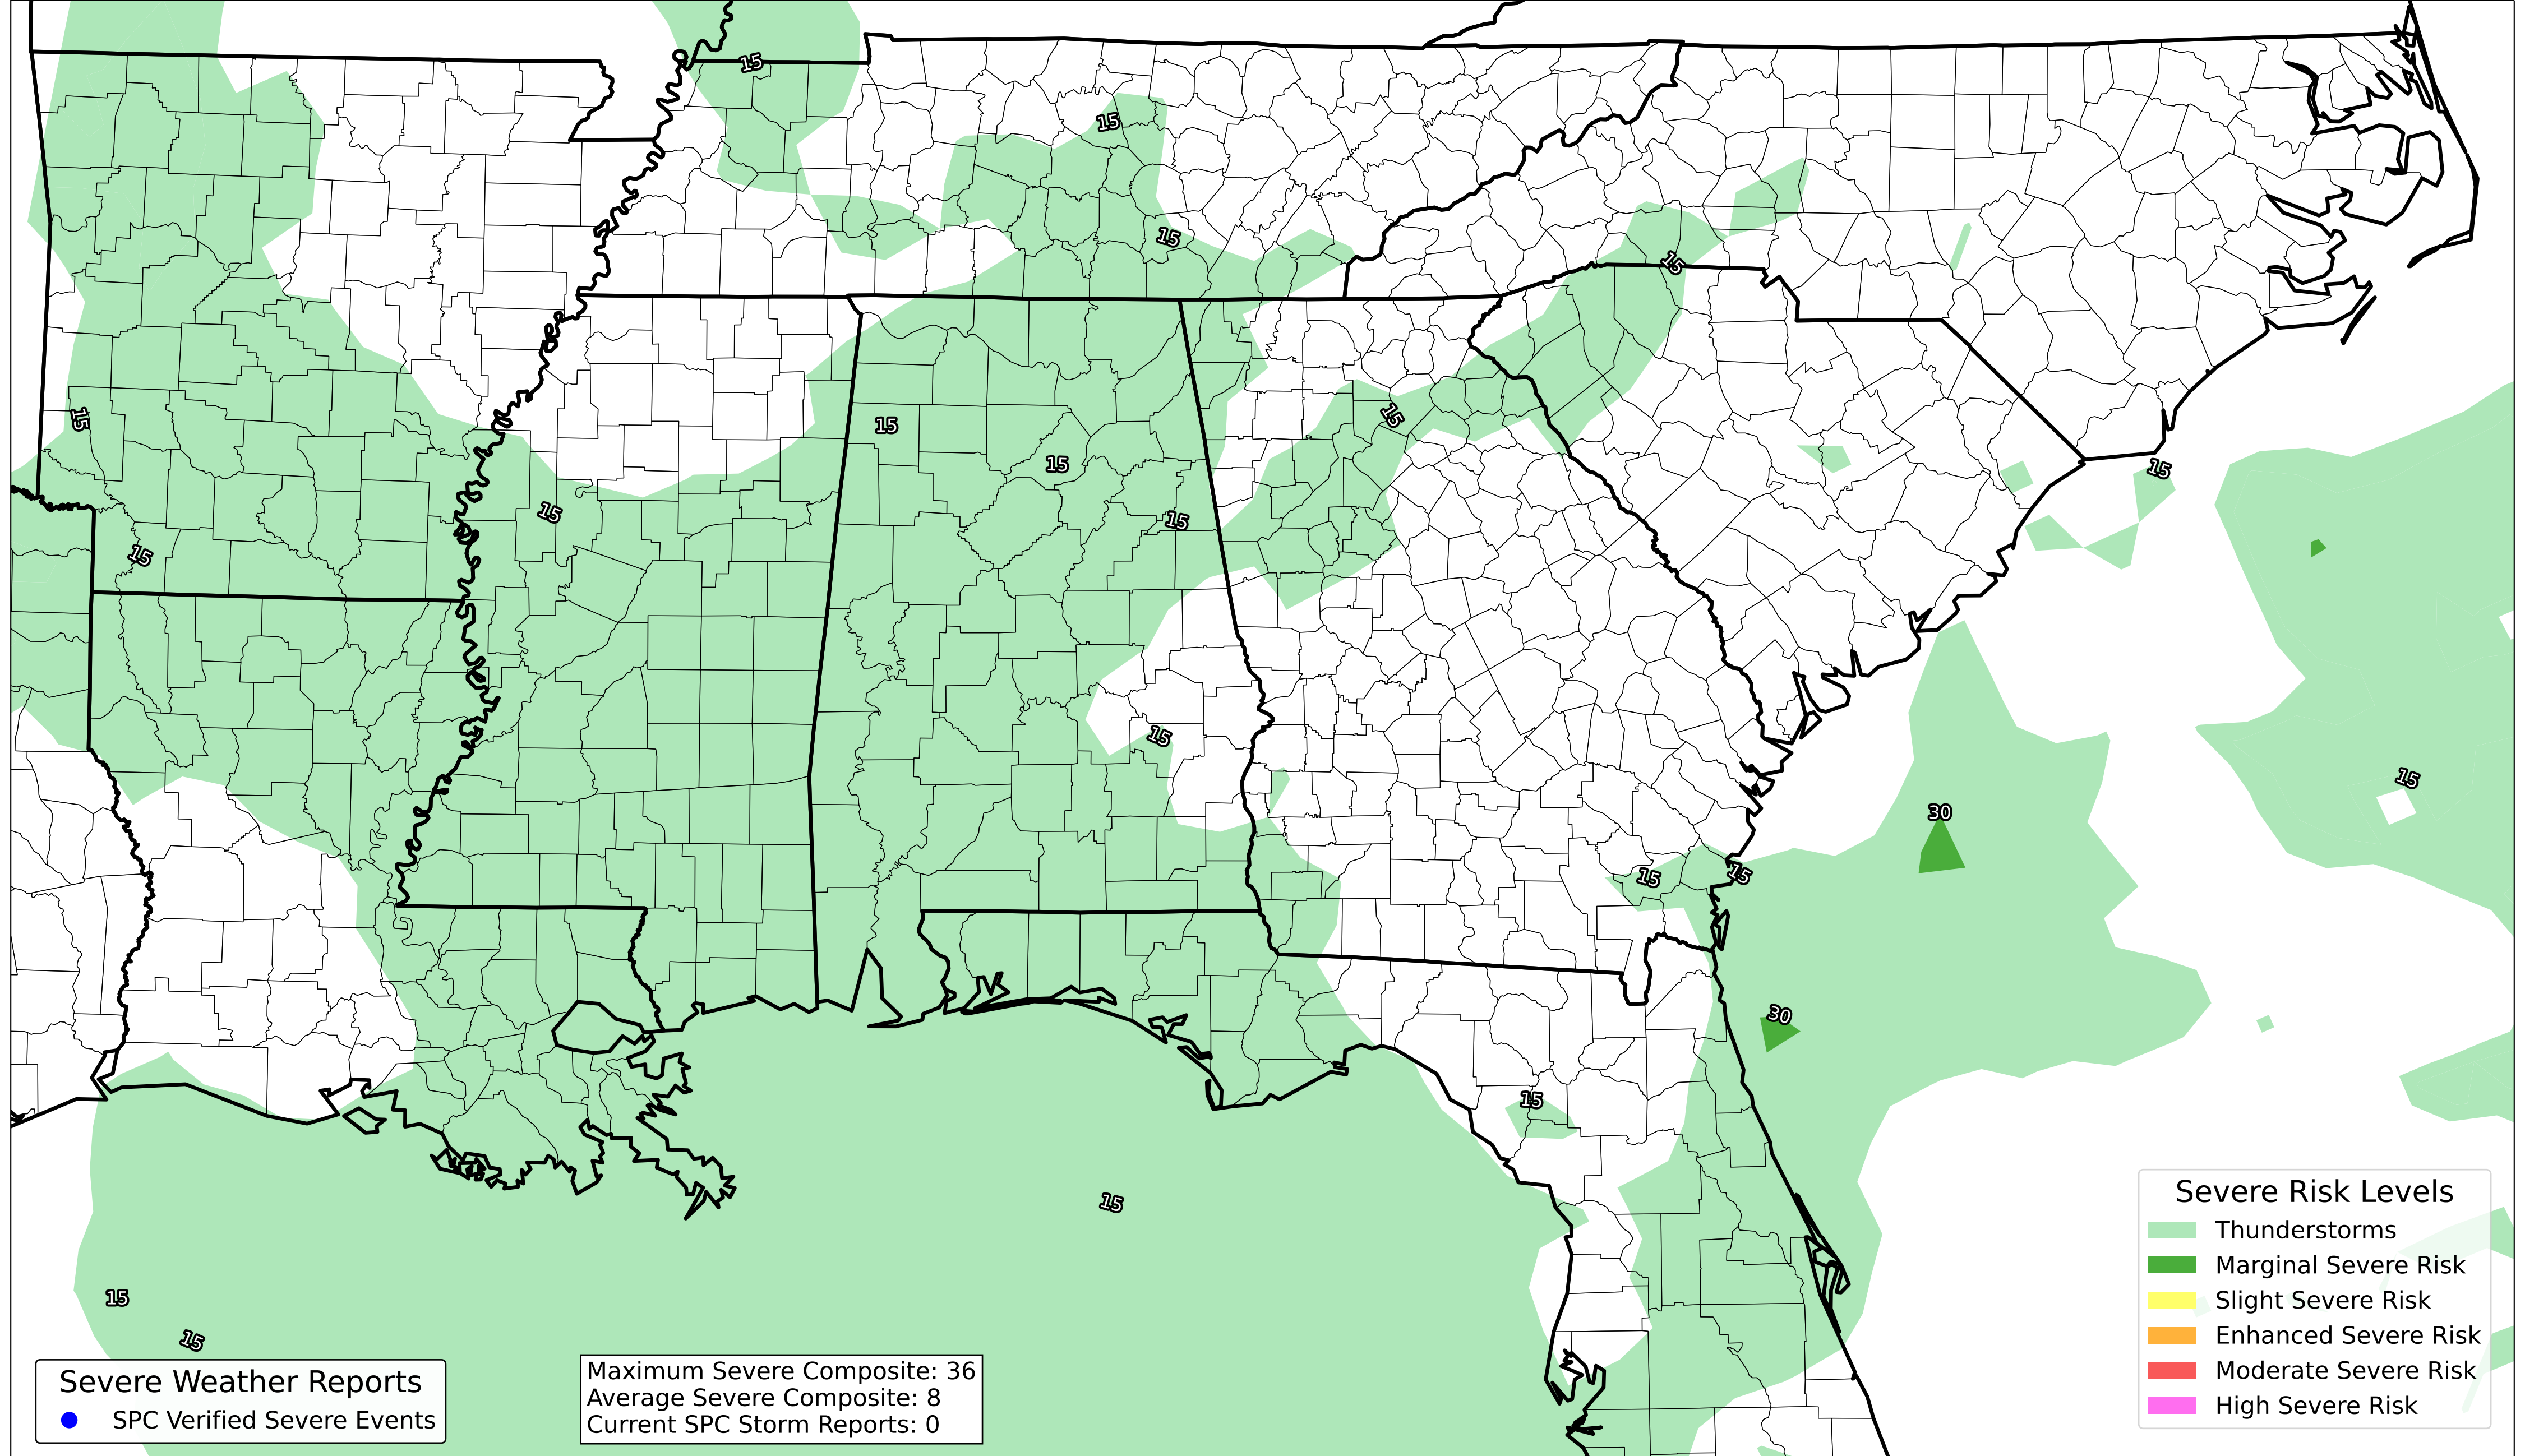 15
15
15
15
15
15
15
15
15
15
15
15
15
15
30
15
15
30
15
15
15
15
Severe Risk Levels
Thunderstorms
Marginal Severe Risk
Slight Severe Risk
Enhanced Severe Risk
Moderate Severe Risk
High Severe Risk
Severe Weather Reports
SPC Verified Severe Events
Maximum Severe Composite: 36
Average Severe Composite: 8
Current SPC Storm Reports: 0